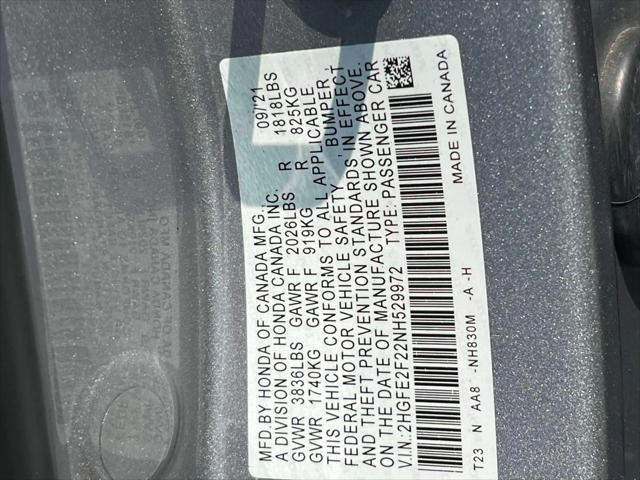 MFD.BY HONDA OF CANADA MFG. 09/'21
A DIVISION OF HONDA CANADA INC.
GVWR 3836LBS GAWR F 2026LBS R 1818LBS
GVWR 1740KG GAWR F 919KG R 825KG
THIS VEHICLE CONFORMS TO ALL APPLICABLE
FEDERAL MOTOR VEHICLE SAFETY, BUMPER,
AND THEFT PREVENTION STANDARDS IN EFFECT
ON THE DATE OF MANUFACTURE SHOWN ABOVE.
V.I.N.:2HGFE2F22NH529972 TYPE: PASSENGER CAR
T23 N AA8 -NH830M -A -H MADE IN CANADA